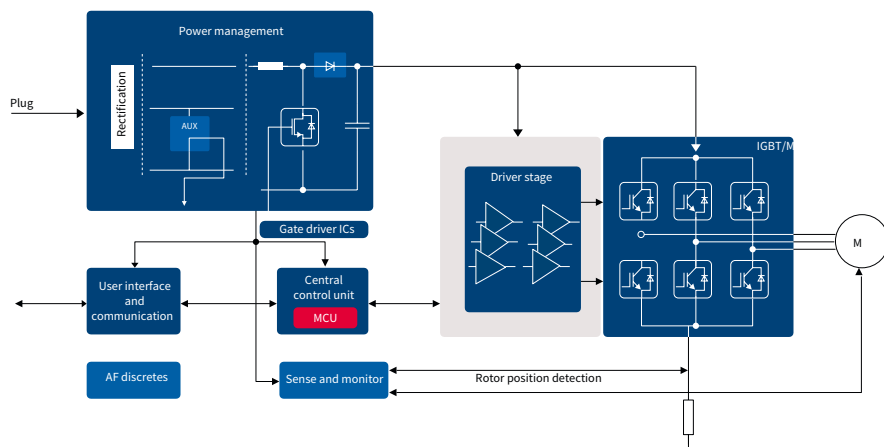 Power management
Plug
Rectification
AUX
IGBT/M
Driver stage
Gate driver ICs
M
User interface
and
communication
Central
control unit
MCU
AF discretes
Sense and monitor
Rotor position detection